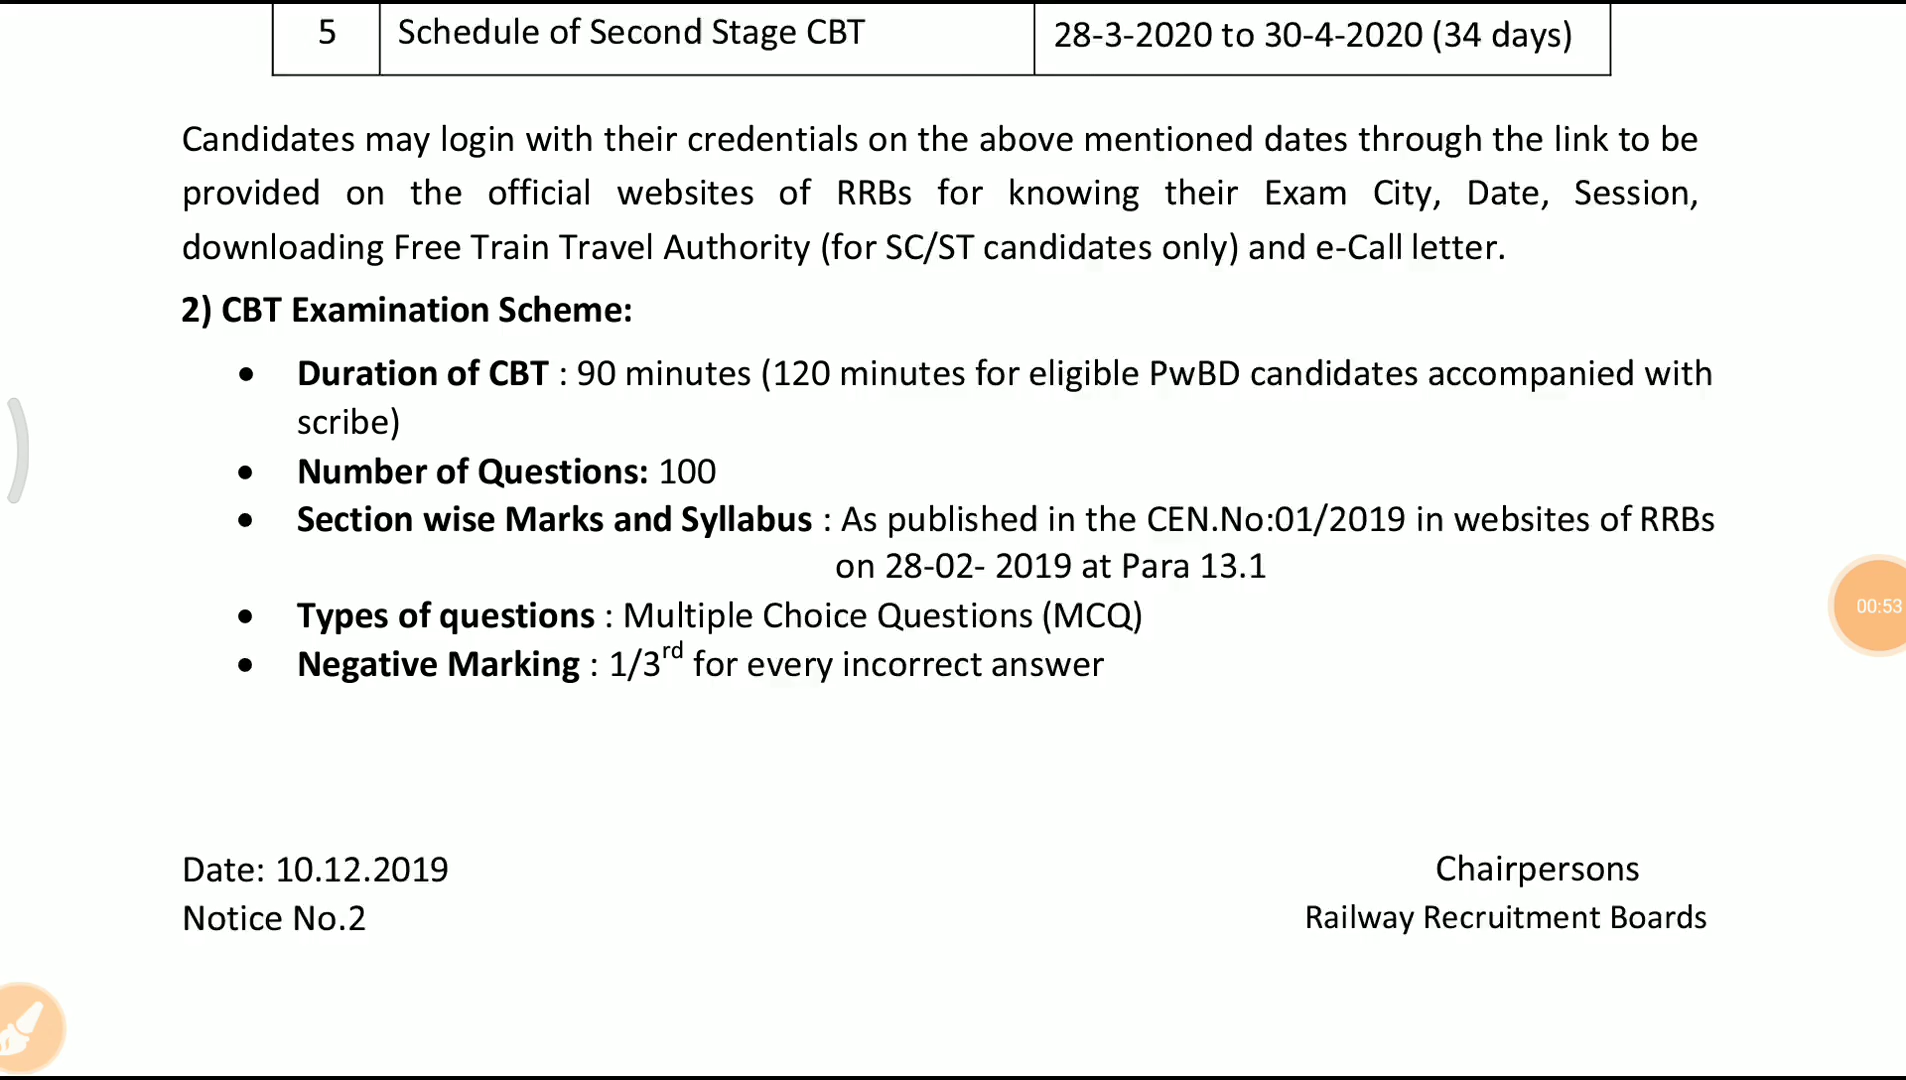 5 Schedule of Second Stage CBT 28-3-2020 to 30-4-2020 (34 days)
Candidates may login with their credentials on the above mentioned dates through the link to be
provided on the official websites of RRBs for knowing their Exam City, Date, Session,
downloading Free Train Travel Authority (for SC/ST candidates only) and e-Call letter.
2) CBT Examination Scheme:
• Duration of CBT : 90 minutes (120 minutes for eligible PwBD candidates accompanied with
scribe)
• Number of Questions: 100
• Section wise Marks and Syllabus : As published in the CEN.No:01/2019 in websites of RRBs
on 28-02- 2019 at Para 13.1
• Types of questions : Multiple Choice Questions (MCQ)
• Negative Marking : 1/3rd for every incorrect answer
00:53
Date: 10.12.2019 Chairpersons
Notice No.2 Railway Recruitment Boards